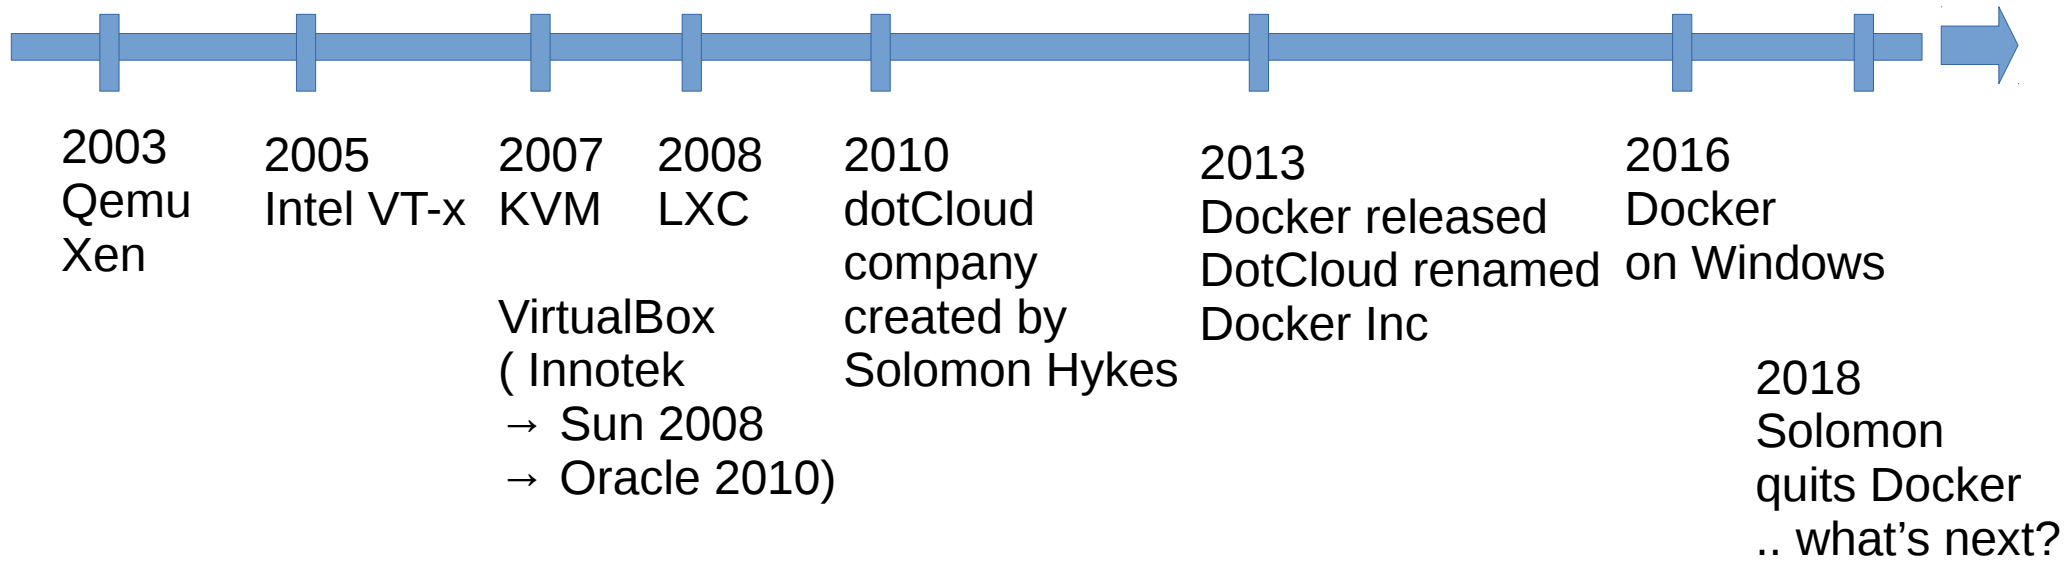 2003
Qemu
Xen
2005
Intel VT-x
2007
KVM
VirtualBox
( Innotek
→ Sun 2008
→ Oracle 2010)
2008
LXC
2010
dotCloud
company
created by
Solomon Hykes
2013
Docker released
DotCloud renamed
Docker Inc
2016
Docker
on Windows
2018
Solomon
quits Docker
.. what’s next?